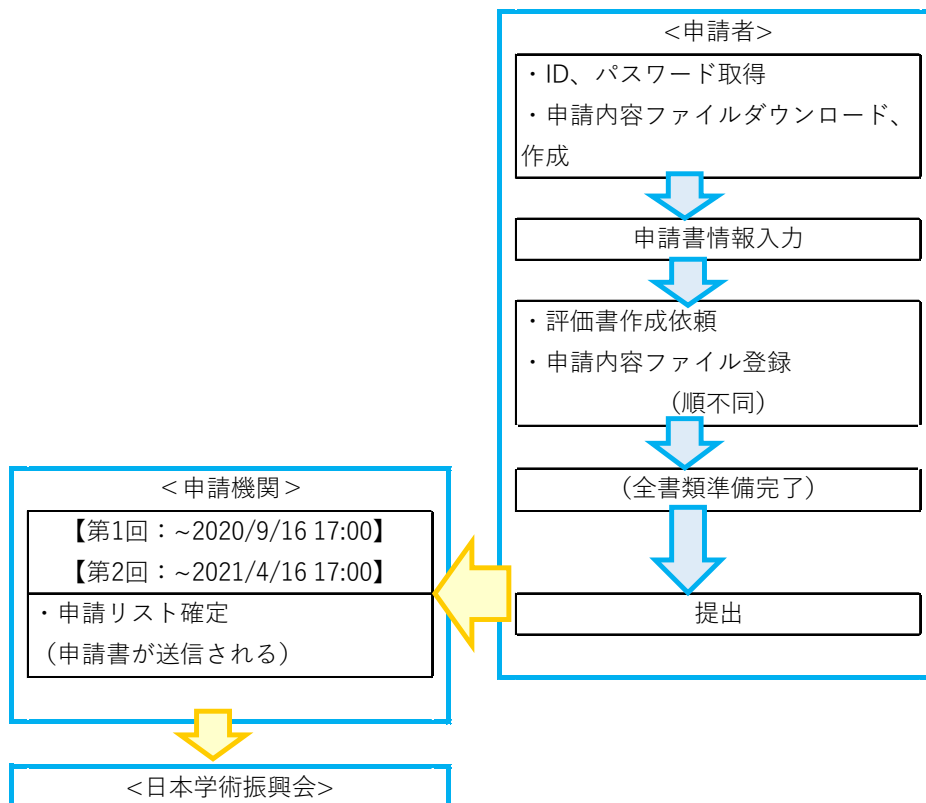 <申請者>
・ID、パスワード取得
・申請内容ファイルダウンロード、
作成
申請書情報入力
・評価書作成依頼
・申請内容ファイル登録
（順不同）
（全書類準備完了）
提出
＜申請機関＞
【第1回：~2020/9/16 17:00】
【第2回：~2021/4/16 17:00】
・申請リスト確定
（申請書が送信される）
<日本学術振興会>